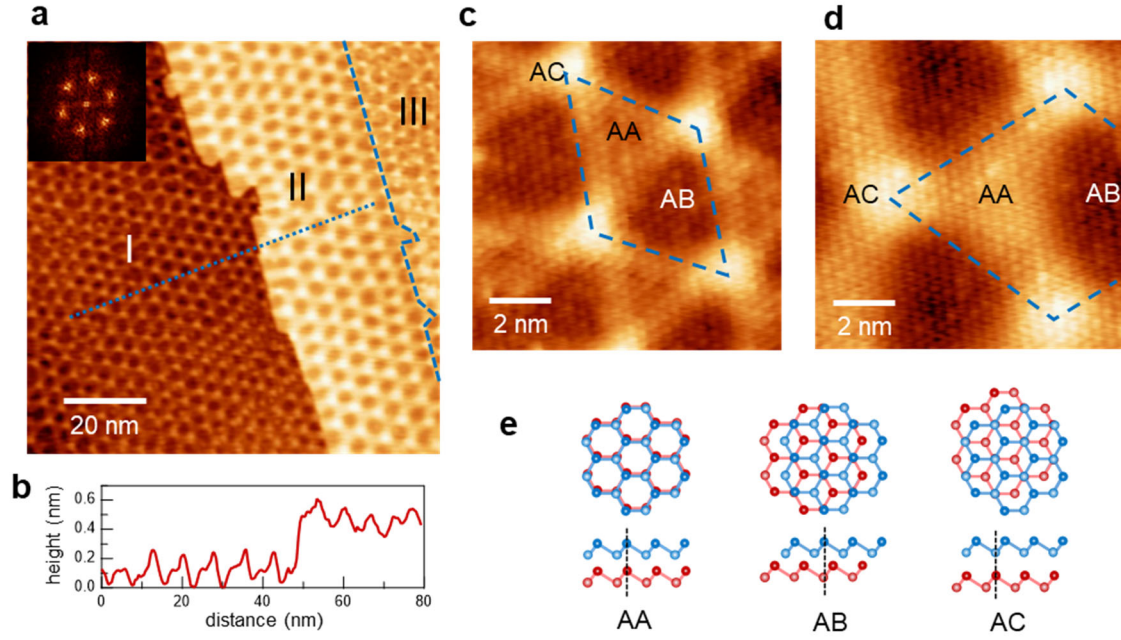 a
I
II
III
20 nm
b
height (nm)
0.6
0.4
0.2
0
0
20
40
60
80
distance (nm)
c
AC
AA
AB
2 nm
d
AC
AA
AB
2 nm
e
AA
AB
AC